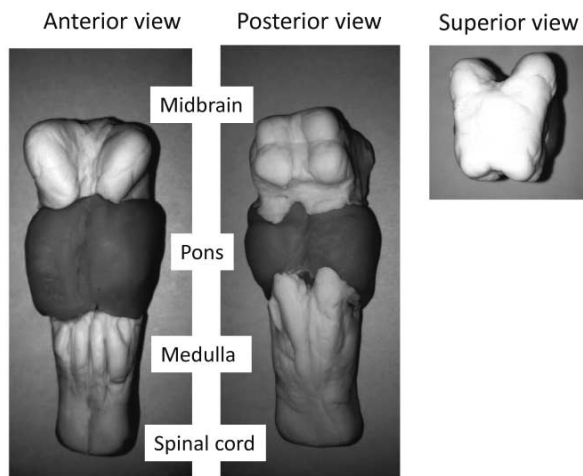 Anterior view
Posterior view
Superior view
Midbrain
Pons
Medulla
Spinal cord